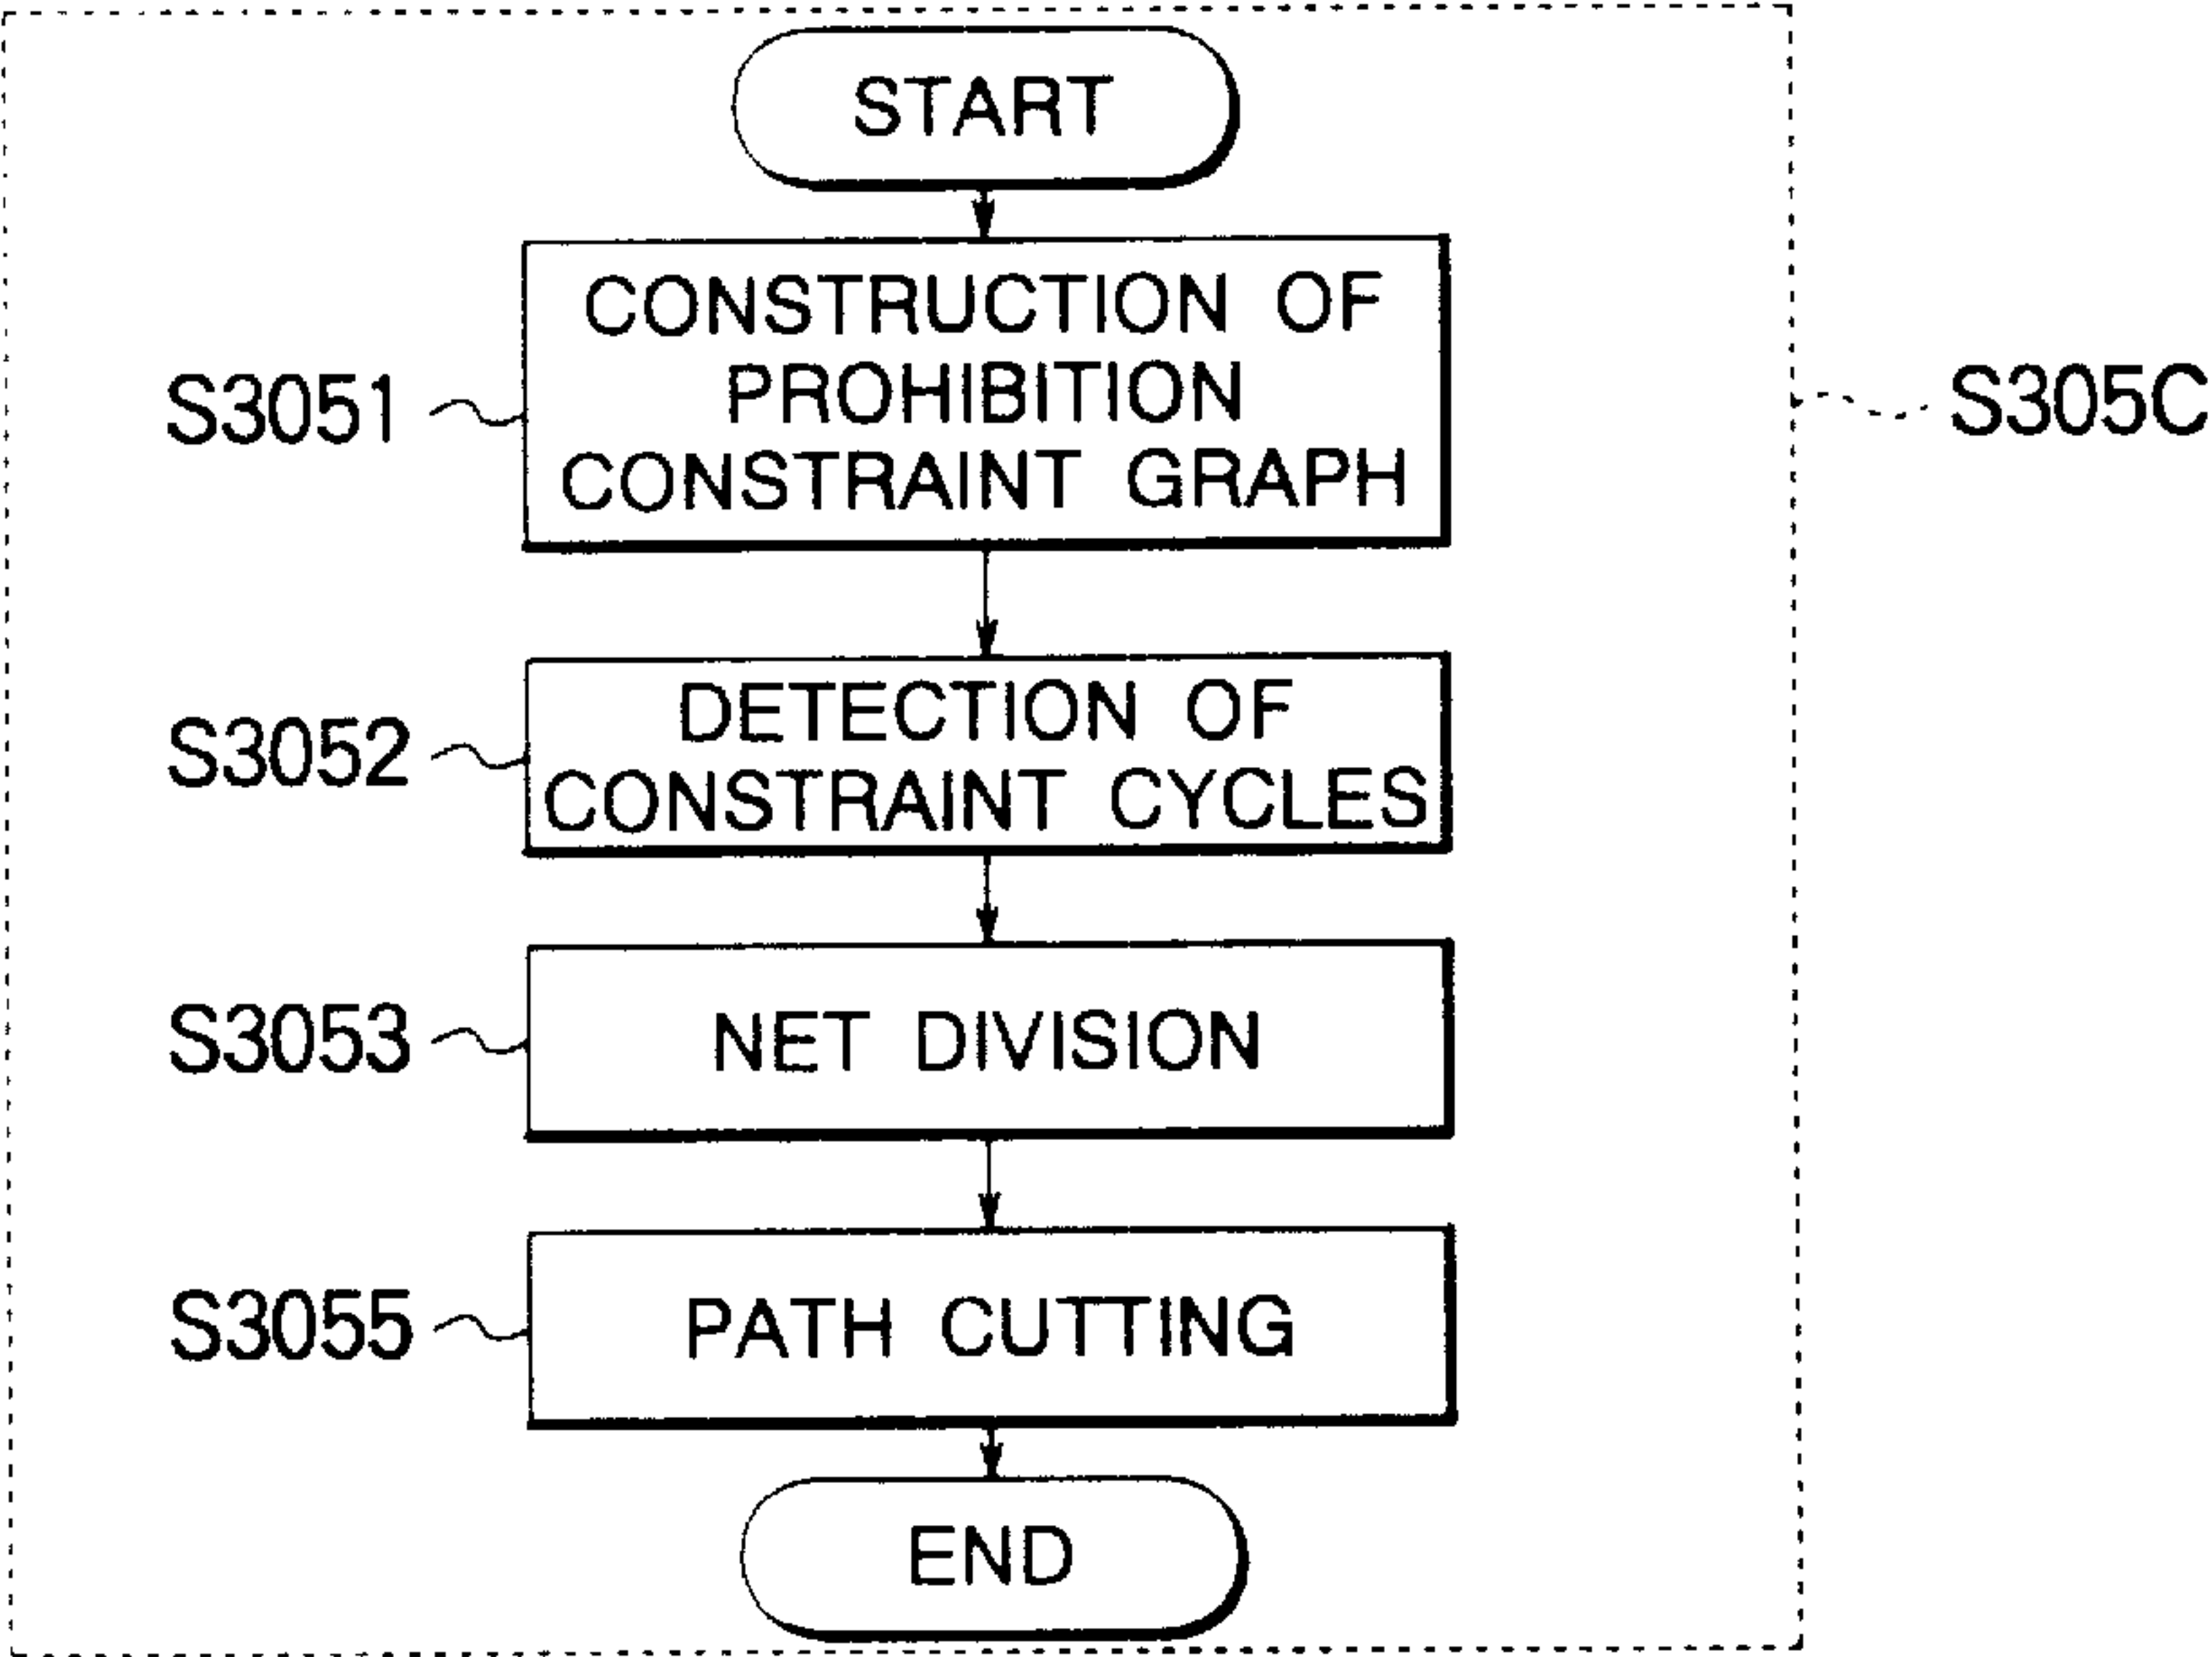 START
CONSTRUCTION OF
PROHIBITION
CONSTRAINT GRAPH
S3051
S305C
DETECTION OF
CONSTRAINT CYCLES
S3052
NET DIVISION
S3053
PATH CUTTING
S3055
END